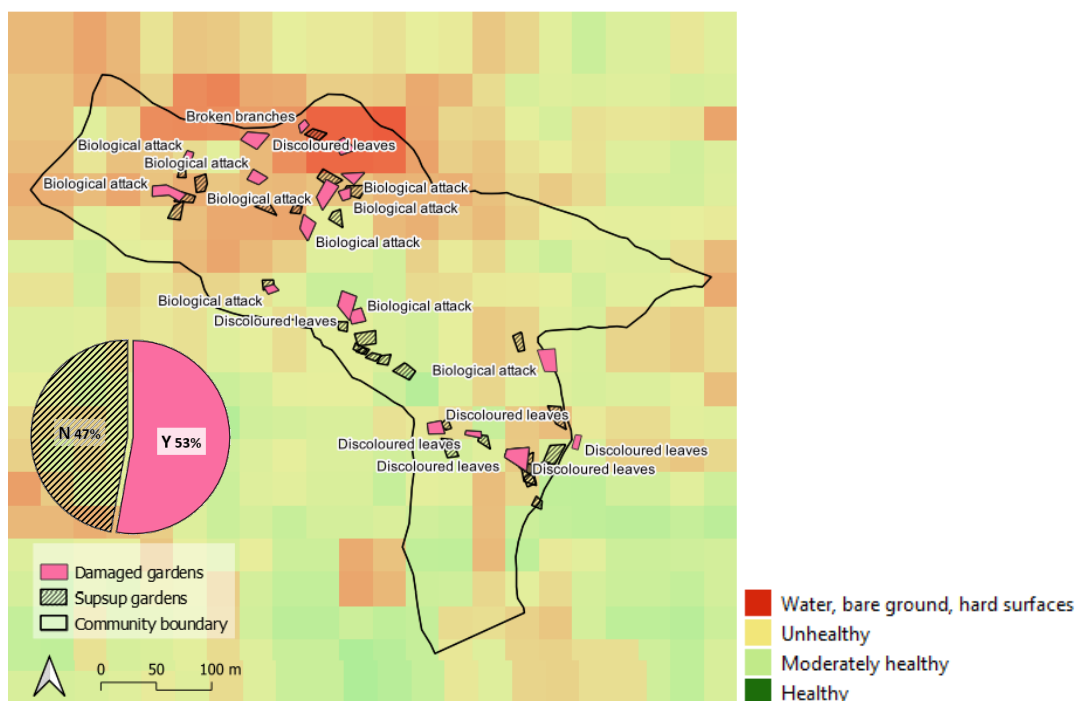 Broken branches
Discoloured leaves
Biological attack
Biological attack
Biological attack
Biological attack
Biological attack
Biological attack
Biological attack
Biological attack
Biological attack
Discoloured leaves
Biological attack
Discoloured leaves
Discoloured leaves
Discoloured leaves
Discoloured leaves
Discoloured leaves
N 47%
Y 53%
Damaged gardens
Supsup gardens
Community boundary
0 50 100 m
Water, bare ground, hard surfaces
Unhealthy
Moderately healthy
Healthy